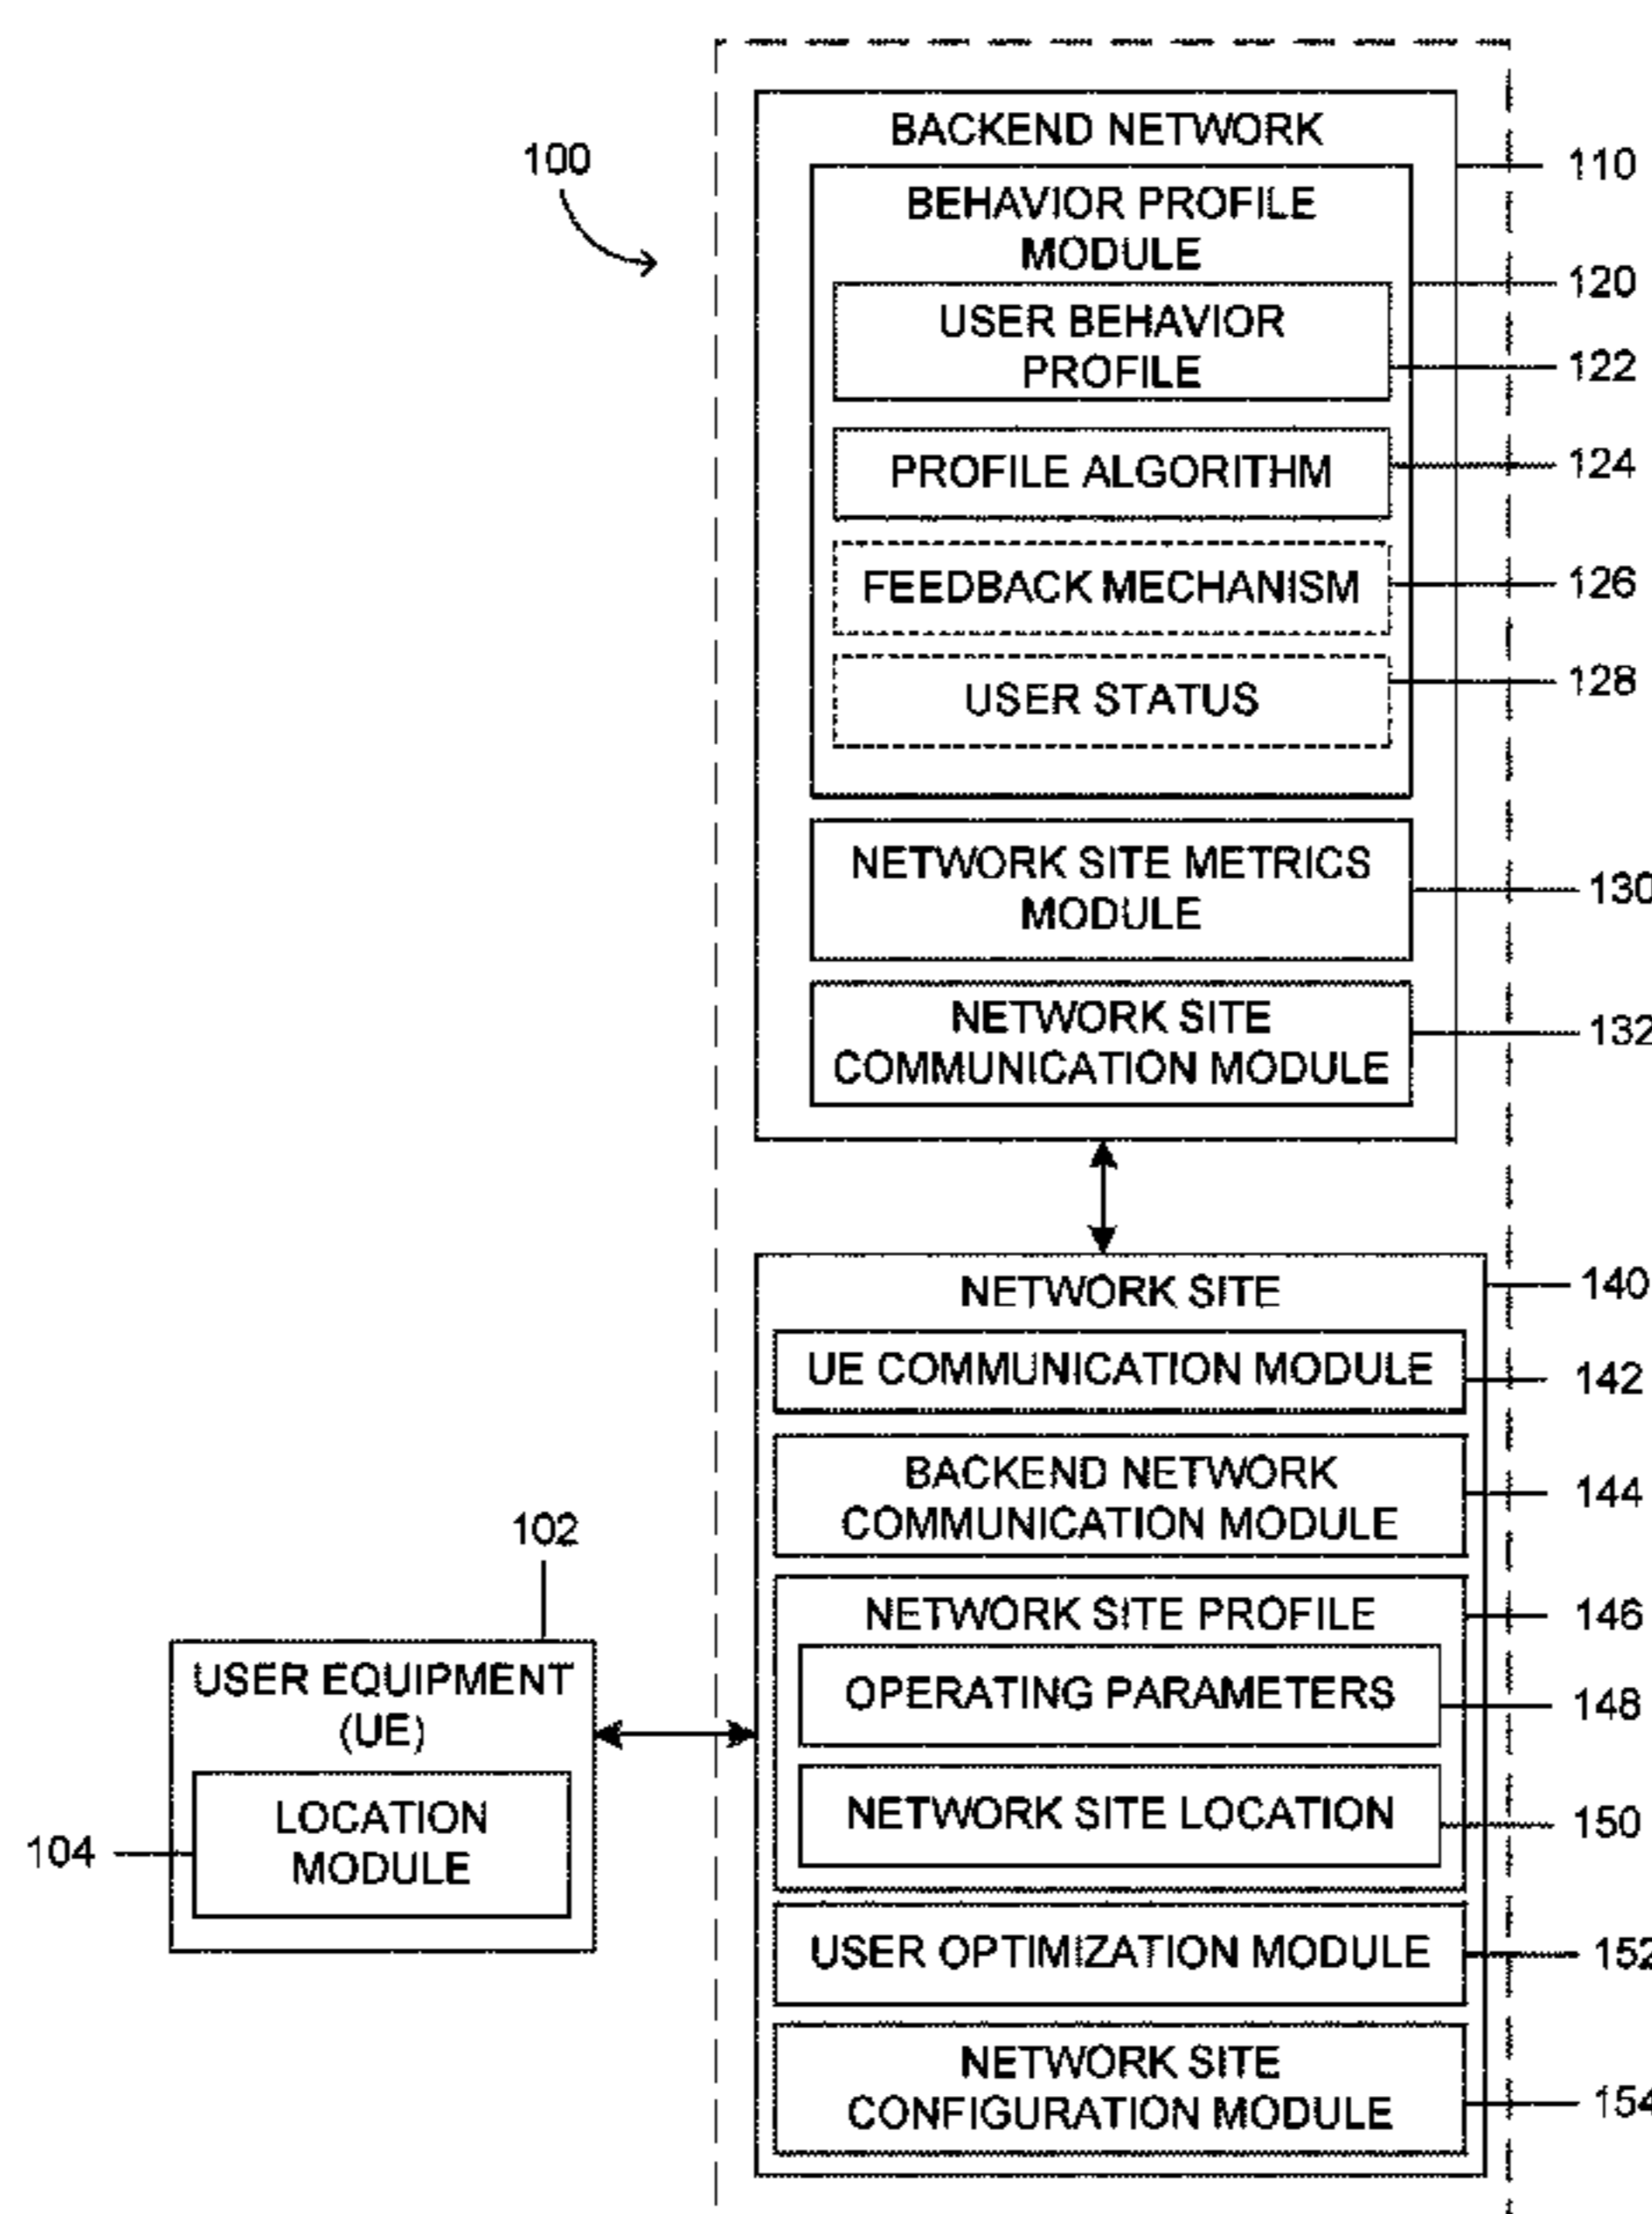 100
BACKEND NETWORK
110
BEHAVIOR PROFILE
MODULE
120
USER BEHAVIOR
PROFILE
122
PROFILE ALGORITHM
124
FEEDBACK MECHANISM
126
USER STATUS
128
NETWORK SITE METRICS
MODULE
130
NETWORK SITE
COMMUNICATION MODULE
132
NETWORK SITE
140
UE COMMUNICATION MODULE
142
BACKEND NETWORK
COMMUNICATION MODULE
144
NETWORK SITE PROFILE
146
OPERATING PARAMETERS
148
NETWORK SITE LOCATION
150
USER OPTIMIZATION MODULE
152
NETWORK SITE
CONFIGURATION MODULE
154
102
USER EQUIPMENT
(UE)
LOCATION
MODULE
104